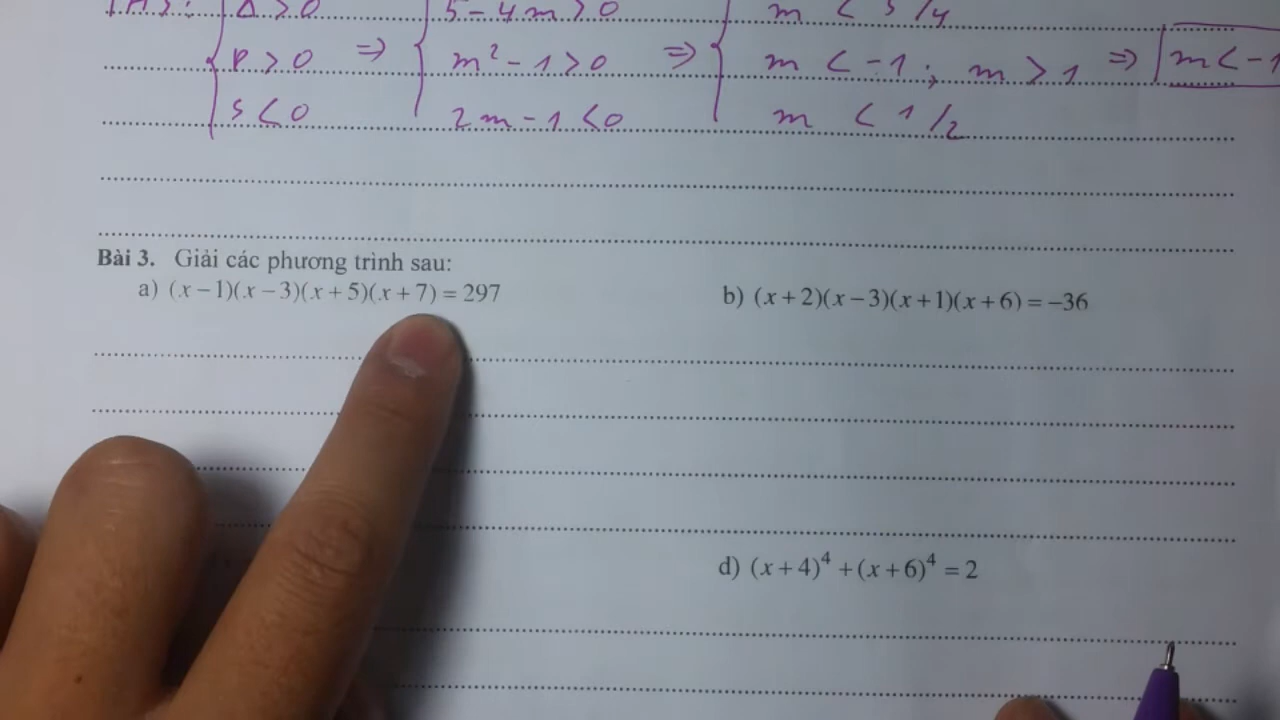 Δ > 0 5 - 4m > 0 m < 5/4
P > 0 => m² - 1 > 0 => m < -1 ; m > 1 => m < -1
S < 0 2m - 1 < 0 m < 1/2
Bài 3. Giải các phương trình sau:
a) (x−1)(x−3)(x+5)(x+7) = 297 b) (x+2)(x−3)(x+1)(x+6) = −36
d) (x+4)⁴ + (x+6)⁴ = 2